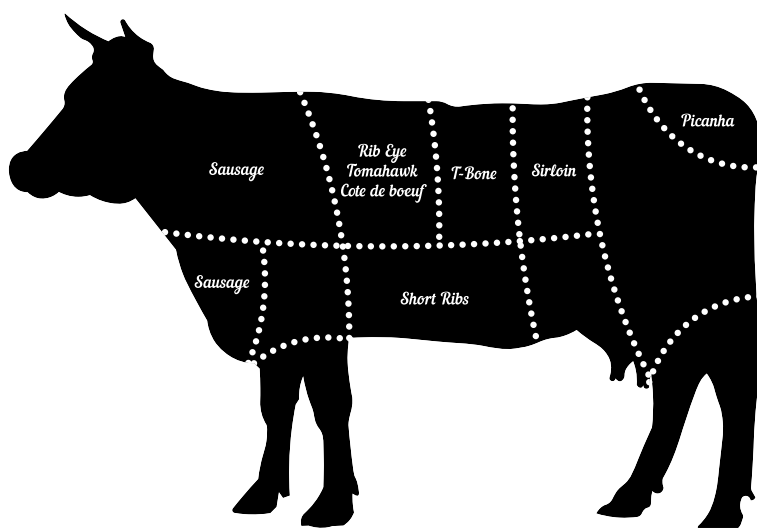 Picanha
Sausage
Rib Eye
Tomahawk
Cote de boeuf
T-Bone
Sirloin
Sausage
Short Ribs